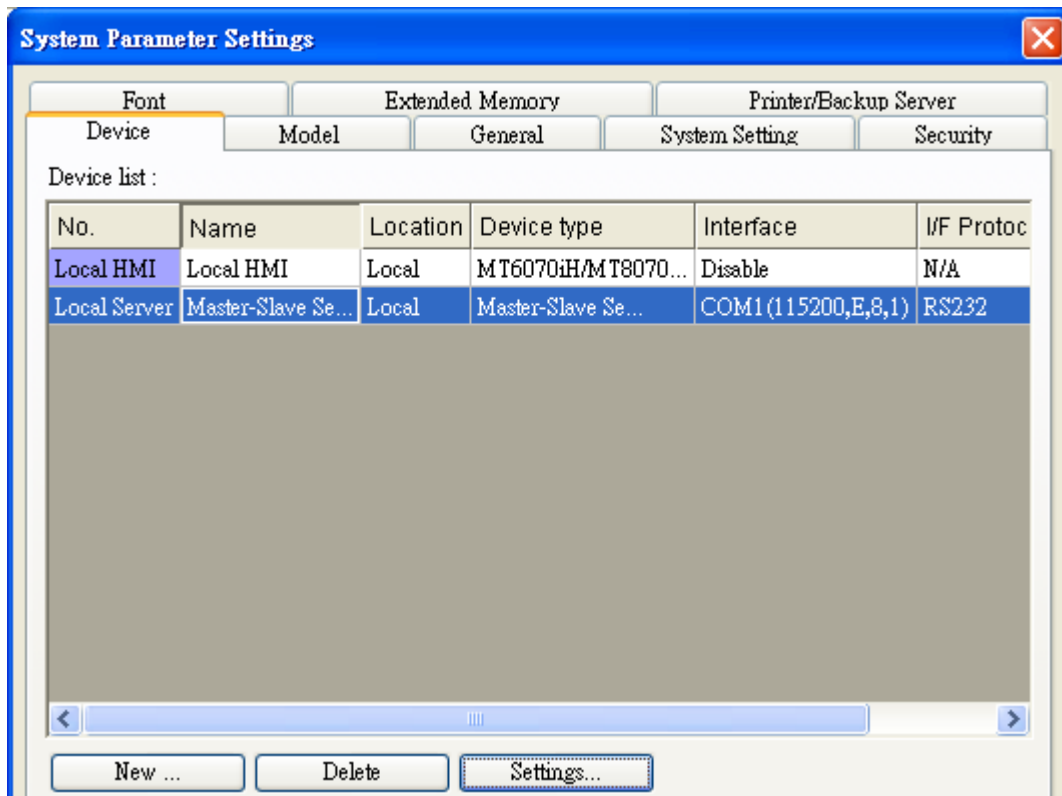 System Parameter Settings
Font Extended Memory Printer/Backup Server
Device Model General System Setting Security
Device list :
No. Name Location Device type Interface I/F Protoc
Local HMI Local HMI Local MT6070iH/MT8070... Disable N/A
Local Server Master-Slave Se... Local Master-Slave Se... COM1(115200,E,8,1) RS232
New ... Delete Settings...